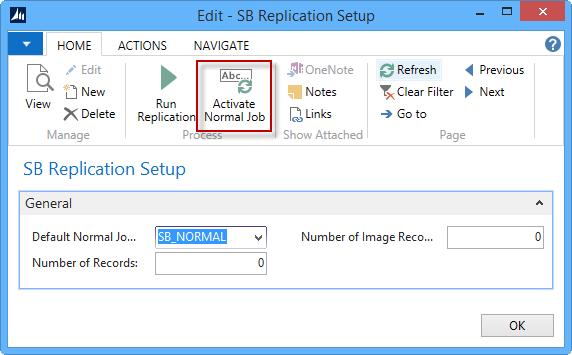 Edit - SB Replication Setup
HOME ACTIONS NAVIGATE
View
Edit
New
Delete
Manage
Run
Replication
Abc...
Activate
Normal Job
Process
OneNote
Notes
Links
Show Attached
Refresh
Clear Filter
Go to
Previous
Next
Page
SB Replication Setup
General
Default Normal Jo... SB_NORMAL Number of Image Reco... 0
Number of Records: 0
OK